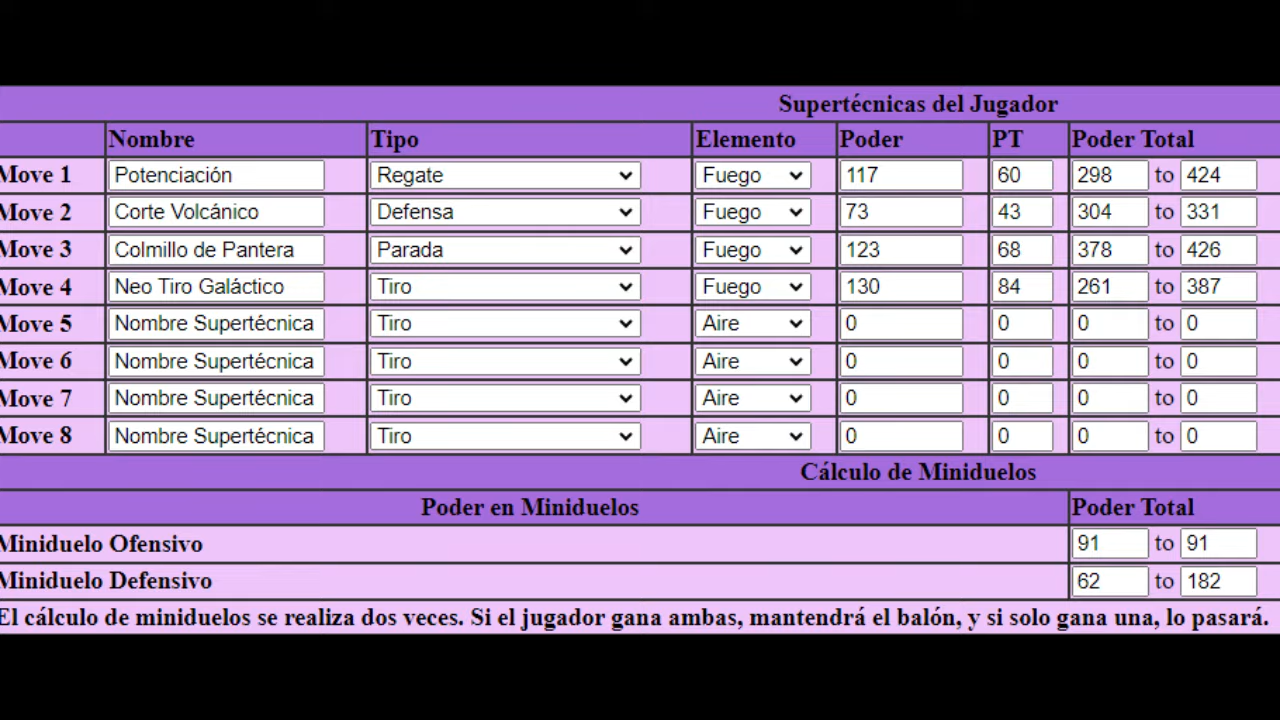 Supertécnicas del Jugador
Nombre Tipo Elemento Poder PT Poder Total
Move 1 Potenciación Regate Fuego 117 60 298 to 424
Move 2 Corte Volcánico Defensa Fuego 73 43 304 to 331
Move 3 Colmillo de Pantera Parada Fuego 123 68 378 to 426
Move 4 Neo Tiro Galáctico Tiro Fuego 130 84 261 to 387
Move 5 Nombre Supertécnica Tiro Aire 0 0 0 to 0
Move 6 Nombre Supertécnica Tiro Aire 0 0 0 to 0
Move 7 Nombre Supertécnica Tiro Aire 0 0 0 to 0
Move 8 Nombre Supertécnica Tiro Aire 0 0 0 to 0
Cálculo de Miniduelos
Poder en Miniduelos Poder Total
Miniduelo Ofensivo 91 to 91
Miniduelo Defensivo 62 to 182
El cálculo de miniduelos se realiza dos veces. Si el jugador gana ambas, mantendrá el balón, y si solo gana una, lo pasará.